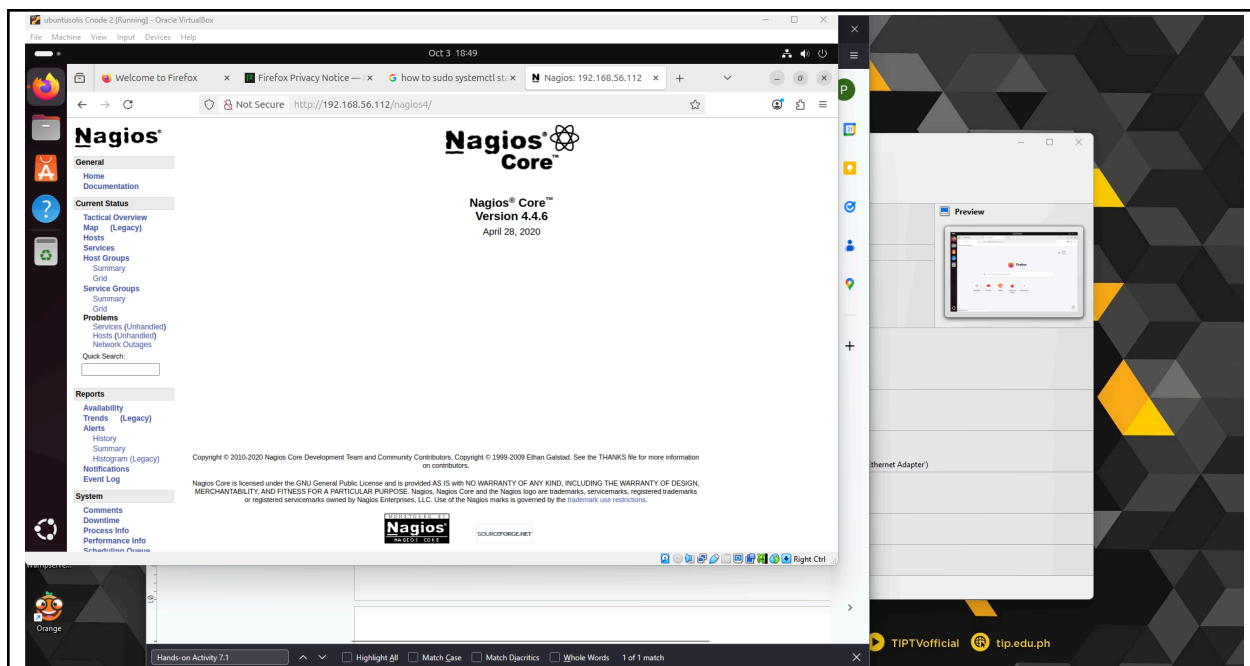 ubuntusolis Cnode 2 [Running] - Oracle VirtualBox
File Machine View Input Devices Help
Oct 3 18:49
Welcome to Firefox
Firefox Privacy Notice —
how to sudo systemctl sta
Nagios: 192.168.56.112
Not Secure http://192.168.56.112/nagios4/
Nagios®
General
Home
Documentation
Current Status
Tactical Overview
Map (Legacy)
Hosts
Services
Host Groups
Summary
Grid
Service Groups
Summary
Grid
Problems
Services (Unhandled)
Hosts (Unhandled)
Network Outages
Quick Search:
Reports
Availability
Trends (Legacy)
Alerts
History
Summary
Histogram (Legacy)
Notifications
Event Log
System
Comments
Downtime
Process Info
Performance Info
Scheduling Queue
Nagios®
Core™
Nagios® Core™
Version 4.4.6
April 28, 2020
Copyright © 2010-2020 Nagios Core Development Team and Community Contributors. Copyright © 1999-2009 Ethan Galstad. See the THANKS file for more information
on contributors.
Nagios Core is licensed under the GNU General Public License and is provided AS IS with NO WARRANTY OF ANY KIND, INCLUDING THE WARRANTY OF DESIGN,
MERCHANTABILITY, AND FITNESS FOR A PARTICULAR PURPOSE. Nagios, Nagios Core and the Nagios logo are trademarks, servicemarks, registered trademarks
or registered servicemarks owned by Nagios Enterprises, LLC. Use of the Nagios marks is governed by the trademark use restrictions.
MONITORED BY
Nagios®
NAGIOS CORE
SOURCEFORGE.NET
Right Ctrl
P
31
Preview
Firefox
Ethernet Adapter')
Orange
TIPTVofficial tip.edu.ph
Hands-on Activity 7.1
Highlight All Match Case Match Diacritics Whole Words 1 of 1 match